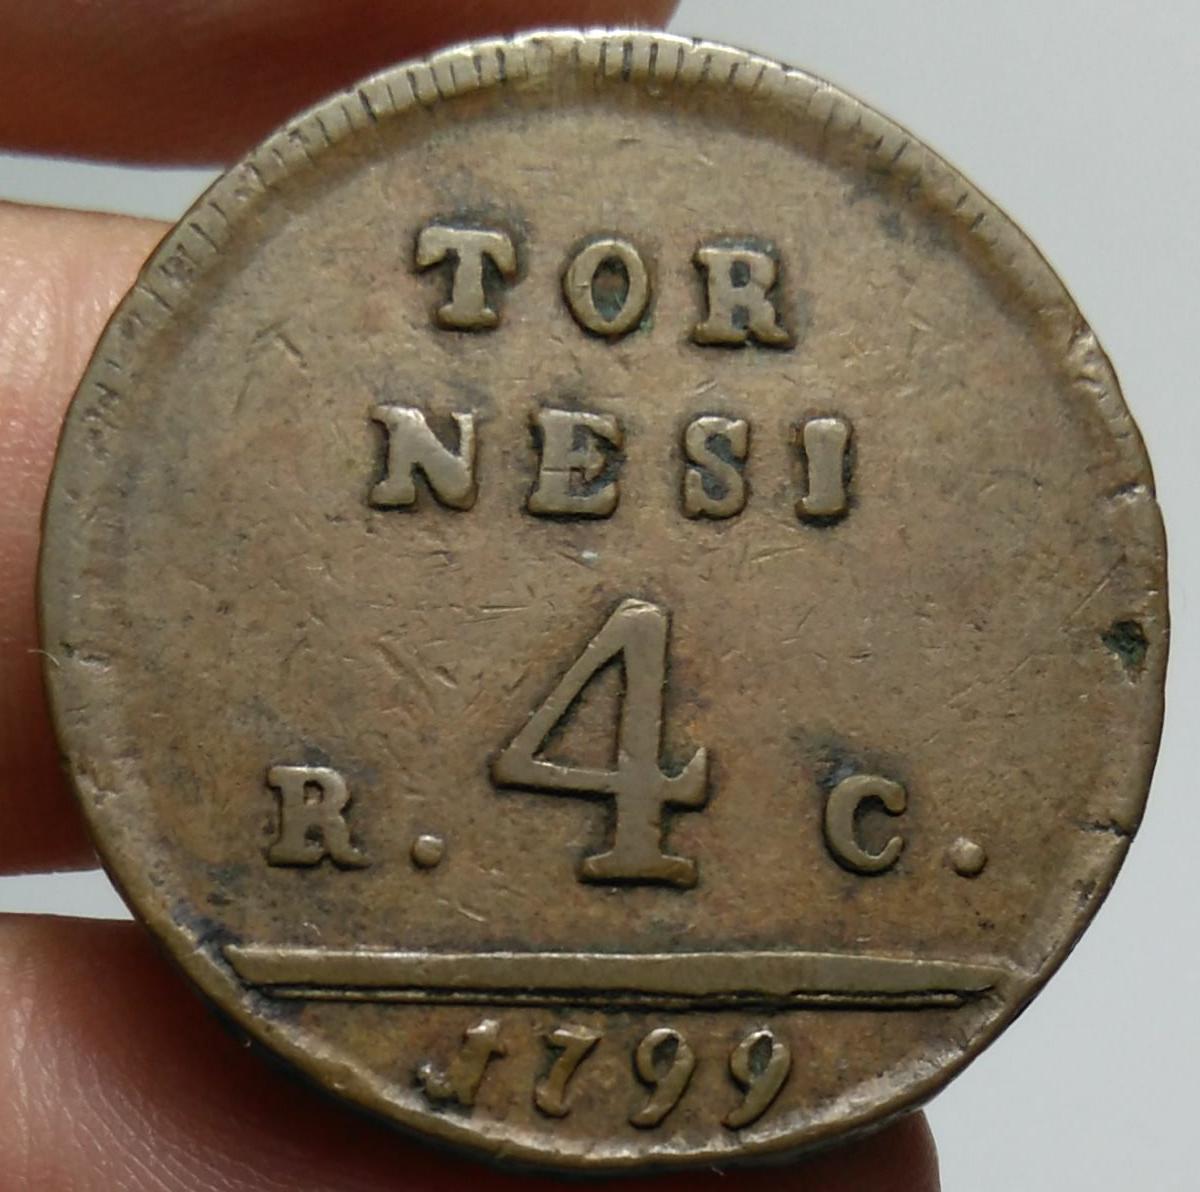 TOR
NESI
4
R. C.
1799